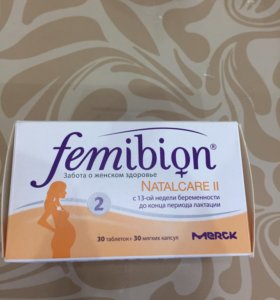 femibion®
Забота о женском здоровье
NATALCARE II
с 13-ой недели беременности
до конца периода лактации
2
30 таблеток + 30 мягких капсул
MERCK